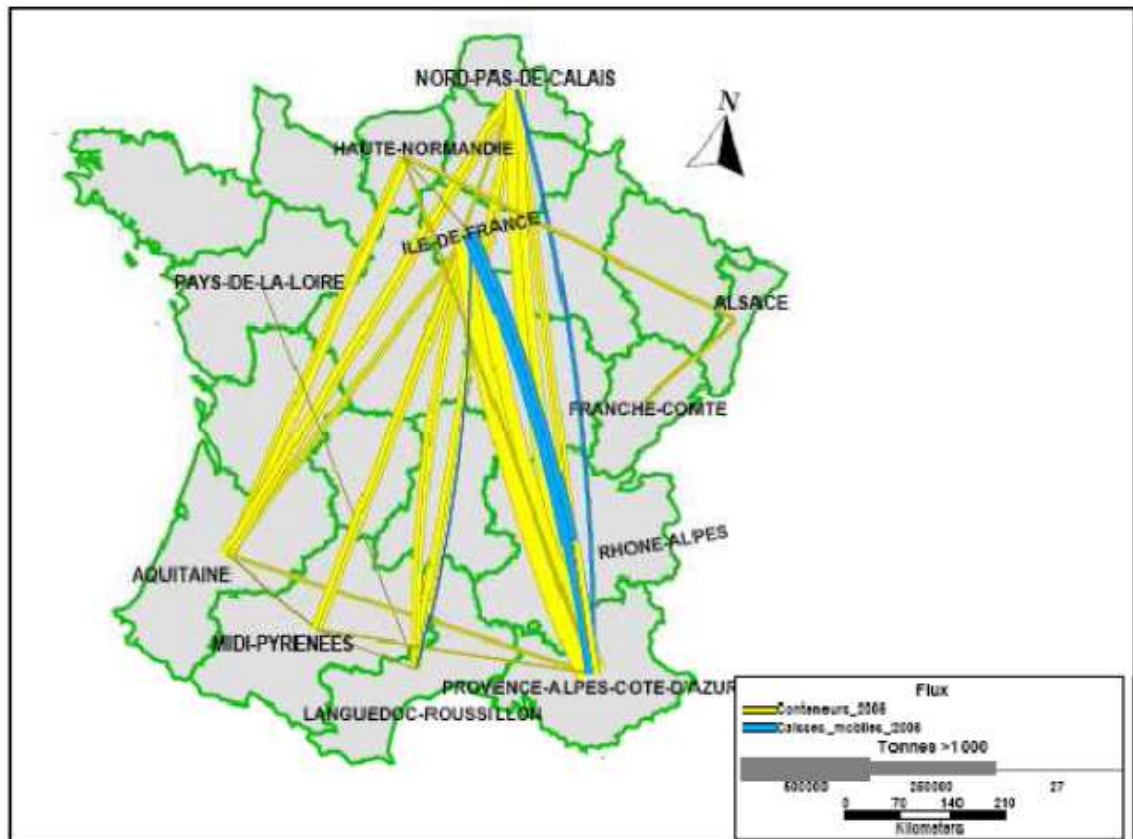 NORD-PAS-DE-CALAIS
N
HAUTE-NORMANDIE
ILE-DE-FRANCE
PAYS-DE-LA-LOIRE
ALSACE
FRANCHE-COMTE
RHONE-ALPES
AQUITAINE
MIDI-PYRENEES
PROVENCE-ALPES-COTE-D'AZUR
LANGUEDOC-ROUSSILLON
Flux
Conteneurs_2006
Caisses_mobiles_2006
Tonnes >1 000
500000 250000 27
0 70 140 210
Kilometers